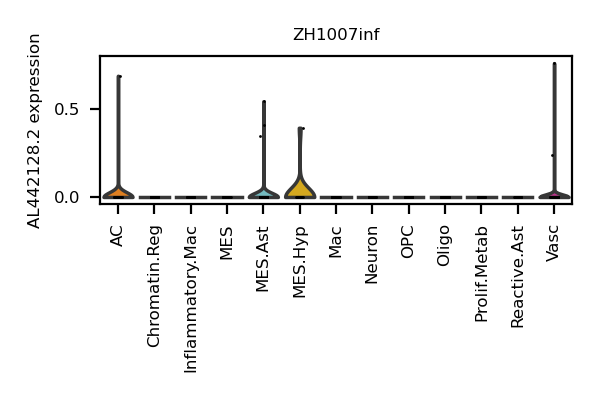 ZH1007inf
AL442128.2 expression
0.5
0.0
AC
Chromatin.Reg
Inflammatory.Mac
MES
MES.Ast
MES.Hyp
Mac
Neuron
OPC
Oligo
Prolif.Metab
Reactive.Ast
Vasc